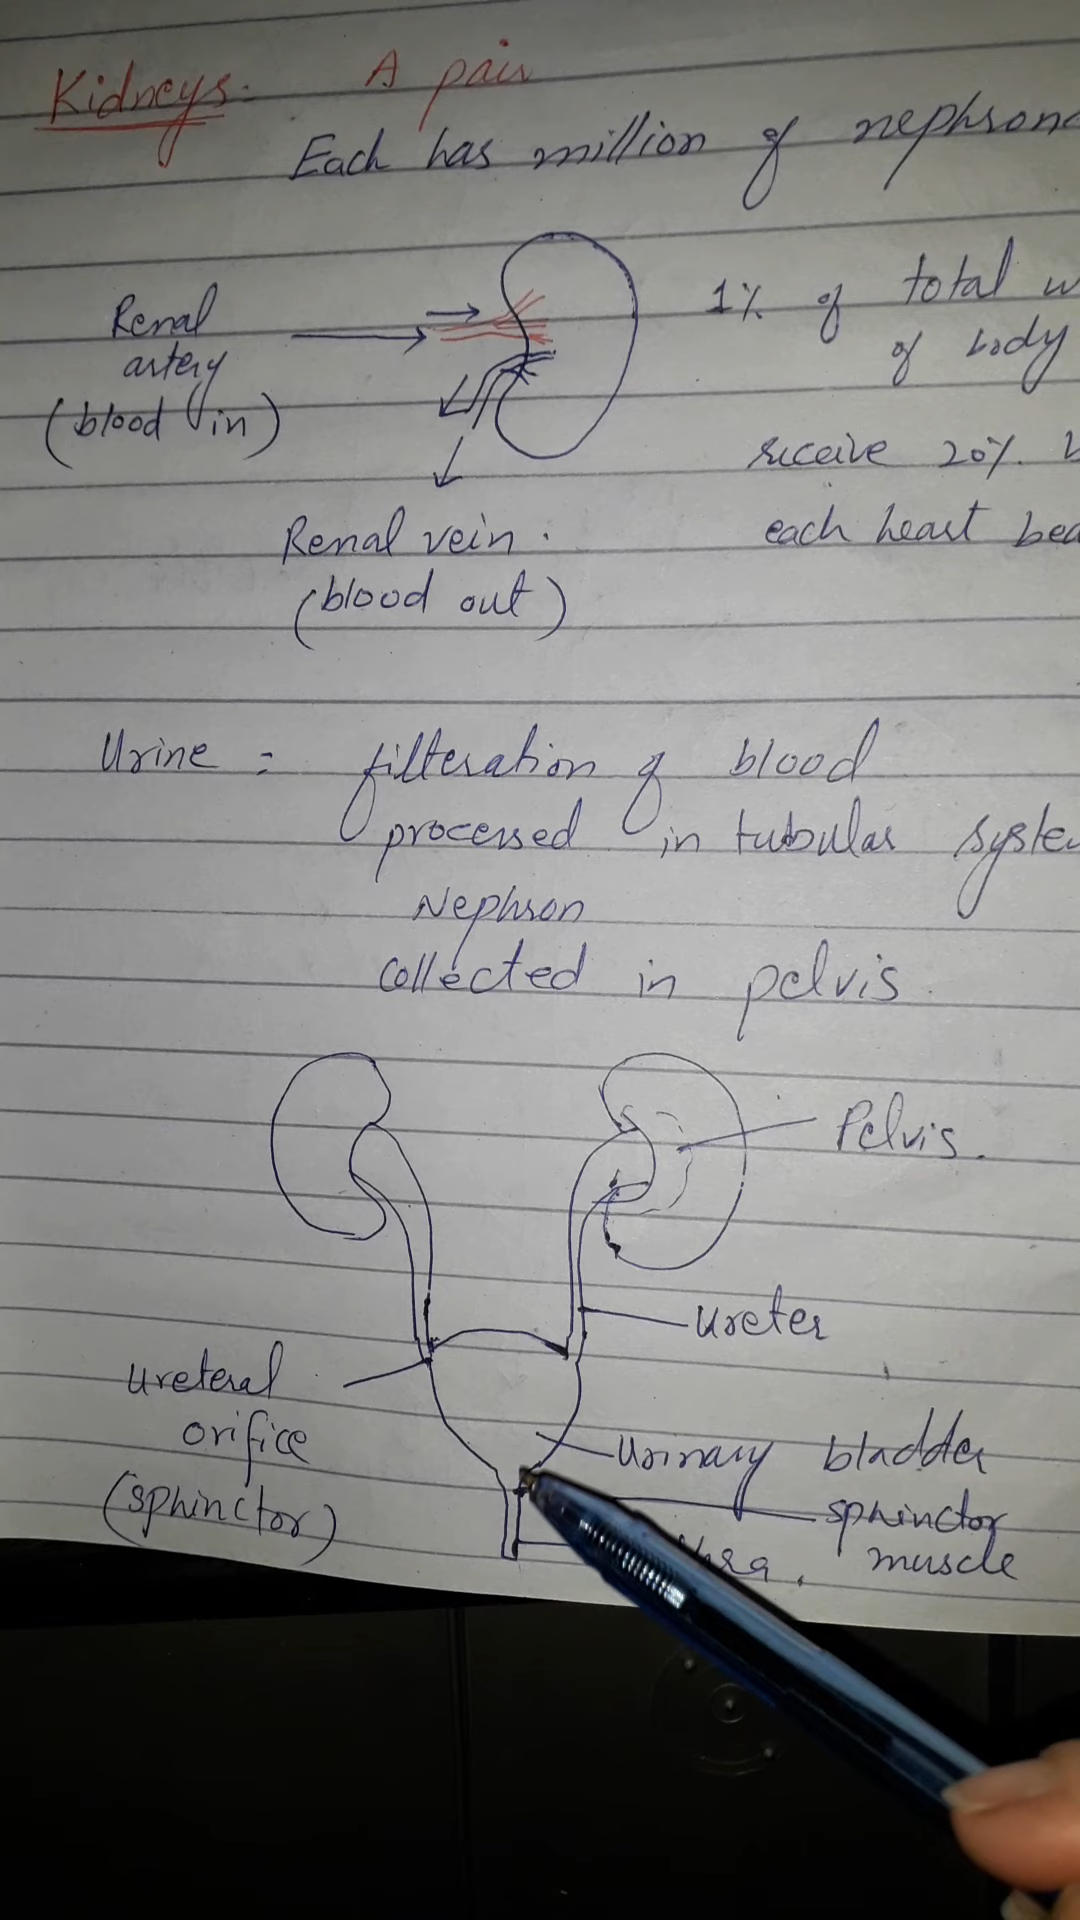 Kidneys:  A pair
Each has million of nephrons
1% of total
of body
Renal
artery
(blood in)
receive 20%.
each heart
Renal vein.
(blood out)
Urine = filteration of blood
processed in tubular
Nephron
collected in pelvis.
Pelvis.
Ureter
Ureteral
orifice
(sphinctor)
Urinary bladder
sphinctor
muscle